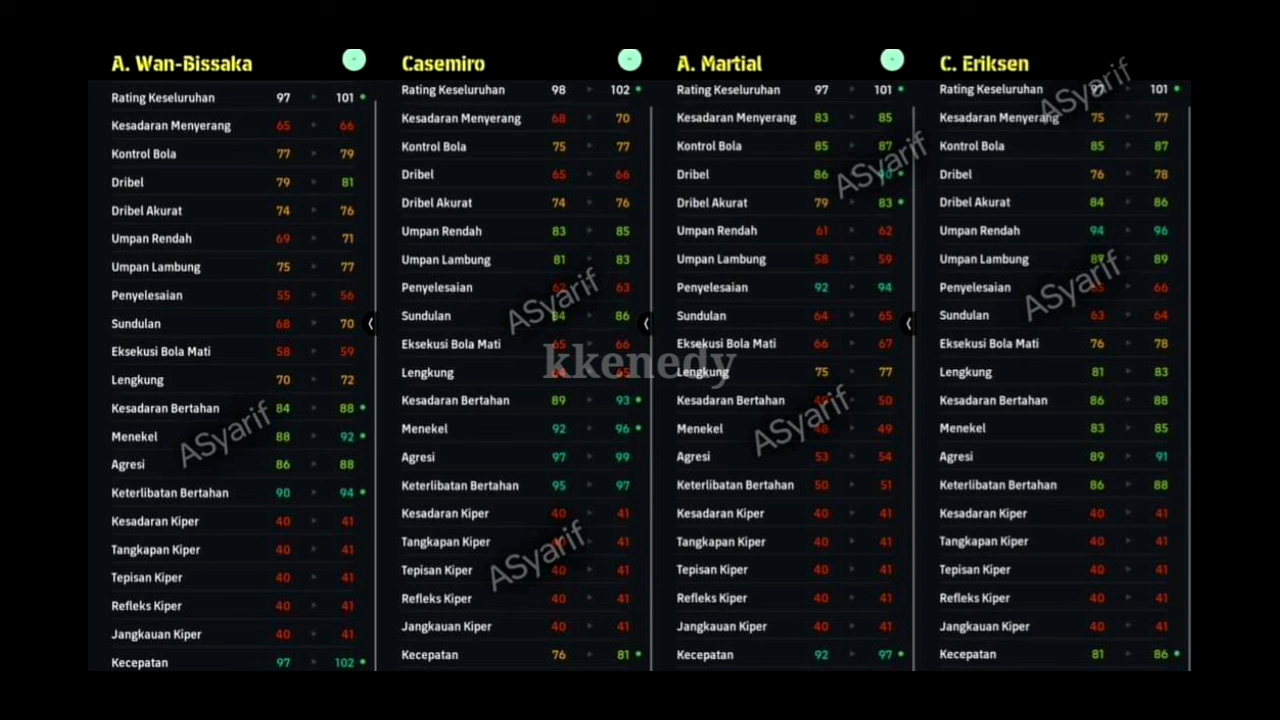 A. Wan-Bissaka
Rating Keseluruhan 97 101
Kesadaran Menyerang 65 66
Kontrol Bola 77 79
Dribel 79 81
Dribel Akurat 74 76
Umpan Rendah 69 71
Umpan Lambung 75 77
Penyelesaian 55 56
Sundulan 68 70
Eksekusi Bola Mati 58 59
Lengkung 70 72
Kesadaran Bertahan 84 88
Menekel 88 92
Agresi 86 88
Keterlibatan Bertahan 90 94
Kesadaran Kiper 40 41
Tangkapan Kiper 40 41
Tepisan Kiper 40 41
Refleks Kiper 40 41
Jangkauan Kiper 40 41
Kecepatan 97 102
Casemiro
Rating Keseluruhan 98 102
Kesadaran Menyerang 68 70
Kontrol Bola 75 77
Dribel 65 66
Dribel Akurat 74 76
Umpan Rendah 83 85
Umpan Lambung 81 83
Penyelesaian 63
Sundulan 84 86
Eksekusi Bola Mati 65 66
Lengkung 65
Kesadaran Bertahan 89 93
Menekel 92 96
Agresi 97 99
Keterlibatan Bertahan 95 97
Kesadaran Kiper 40 41
Tangkapan Kiper 41
Tepisan Kiper 40 41
Refleks Kiper 40 41
Jangkauan Kiper 40 41
Kecepatan 76 81
A. Martial
Rating Keseluruhan 97 101
Kesadaran Menyerang 83 85
Kontrol Bola 85 87
Dribel 86 90
Dribel Akurat 79 83
Umpan Rendah 61 62
Umpan Lambung 58 59
Penyelesaian 92 94
Sundulan 64 65
Eksekusi Bola Mati 66 67
Lengkung 75 77
Kesadaran Bertahan 50
Menekel 48 49
Agresi 53 54
Keterlibatan Bertahan 50 51
Kesadaran Kiper 40 41
Tangkapan Kiper 40 41
Tepisan Kiper 40 41
Refleks Kiper 40 41
Jangkauan Kiper 40 41
Kecepatan 92 97
C. Eriksen
Rating Keseluruhan 97 101
Kesadaran Menyerang 75 77
Kontrol Bola 85 87
Dribel 76 78
Dribel Akurat 84 86
Umpan Rendah 94 96
Umpan Lambung 87 89
Penyelesaian 66
Sundulan 63 64
Eksekusi Bola Mati 76 78
Lengkung 81 83
Kesadaran Bertahan 86 88
Menekel 83 85
Agresi 89 91
Keterlibatan Bertahan 86 88
Kesadaran Kiper 40 41
Tangkapan Kiper 40 41
Tepisan Kiper 40 41
Refleks Kiper 40 41
Jangkauan Kiper 40 41
Kecepatan 81 86
kkenedy
ASyarif
ASyarif
ASyarif
ASyarif
ASyarif
ASyarif
ASyarif